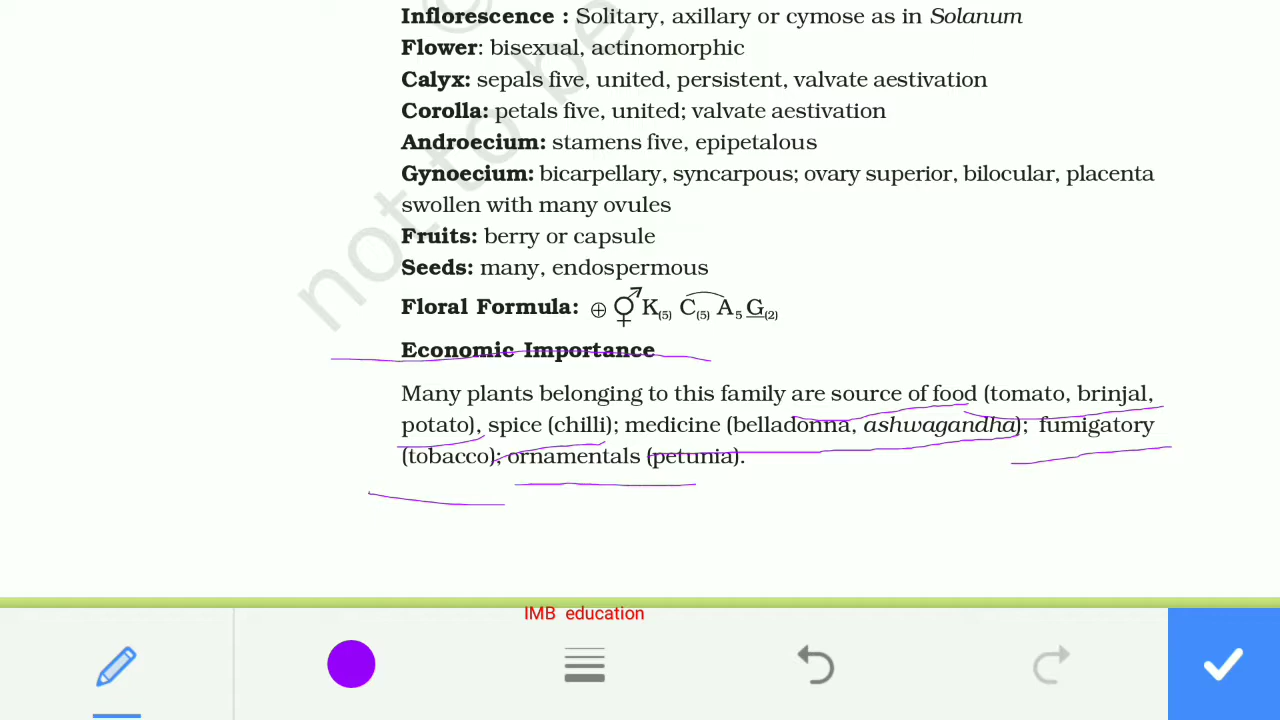 Inflorescence : Solitary, axillary or cymose as in Solanum
Flower: bisexual, actinomorphic
Calyx: sepals five, united, persistent, valvate aestivation
Corolla: petals five, united; valvate aestivation
Androecium: stamens five, epipetalous
Gynoecium: bicarpellary, syncarpous; ovary superior, bilocular, placenta
swollen with many ovules
Fruits: berry or capsule
Seeds: many, endospermous
Floral Formula: ⊕ ⚥ K(5) C(5) A5 G(2)
Economic Importance
Many plants belonging to this family are source of food (tomato, brinjal,
potato), spice (chilli); medicine (belladonna, ashwagandha); fumigatory
(tobacco); ornamentals (petunia).
not to be
IMB education